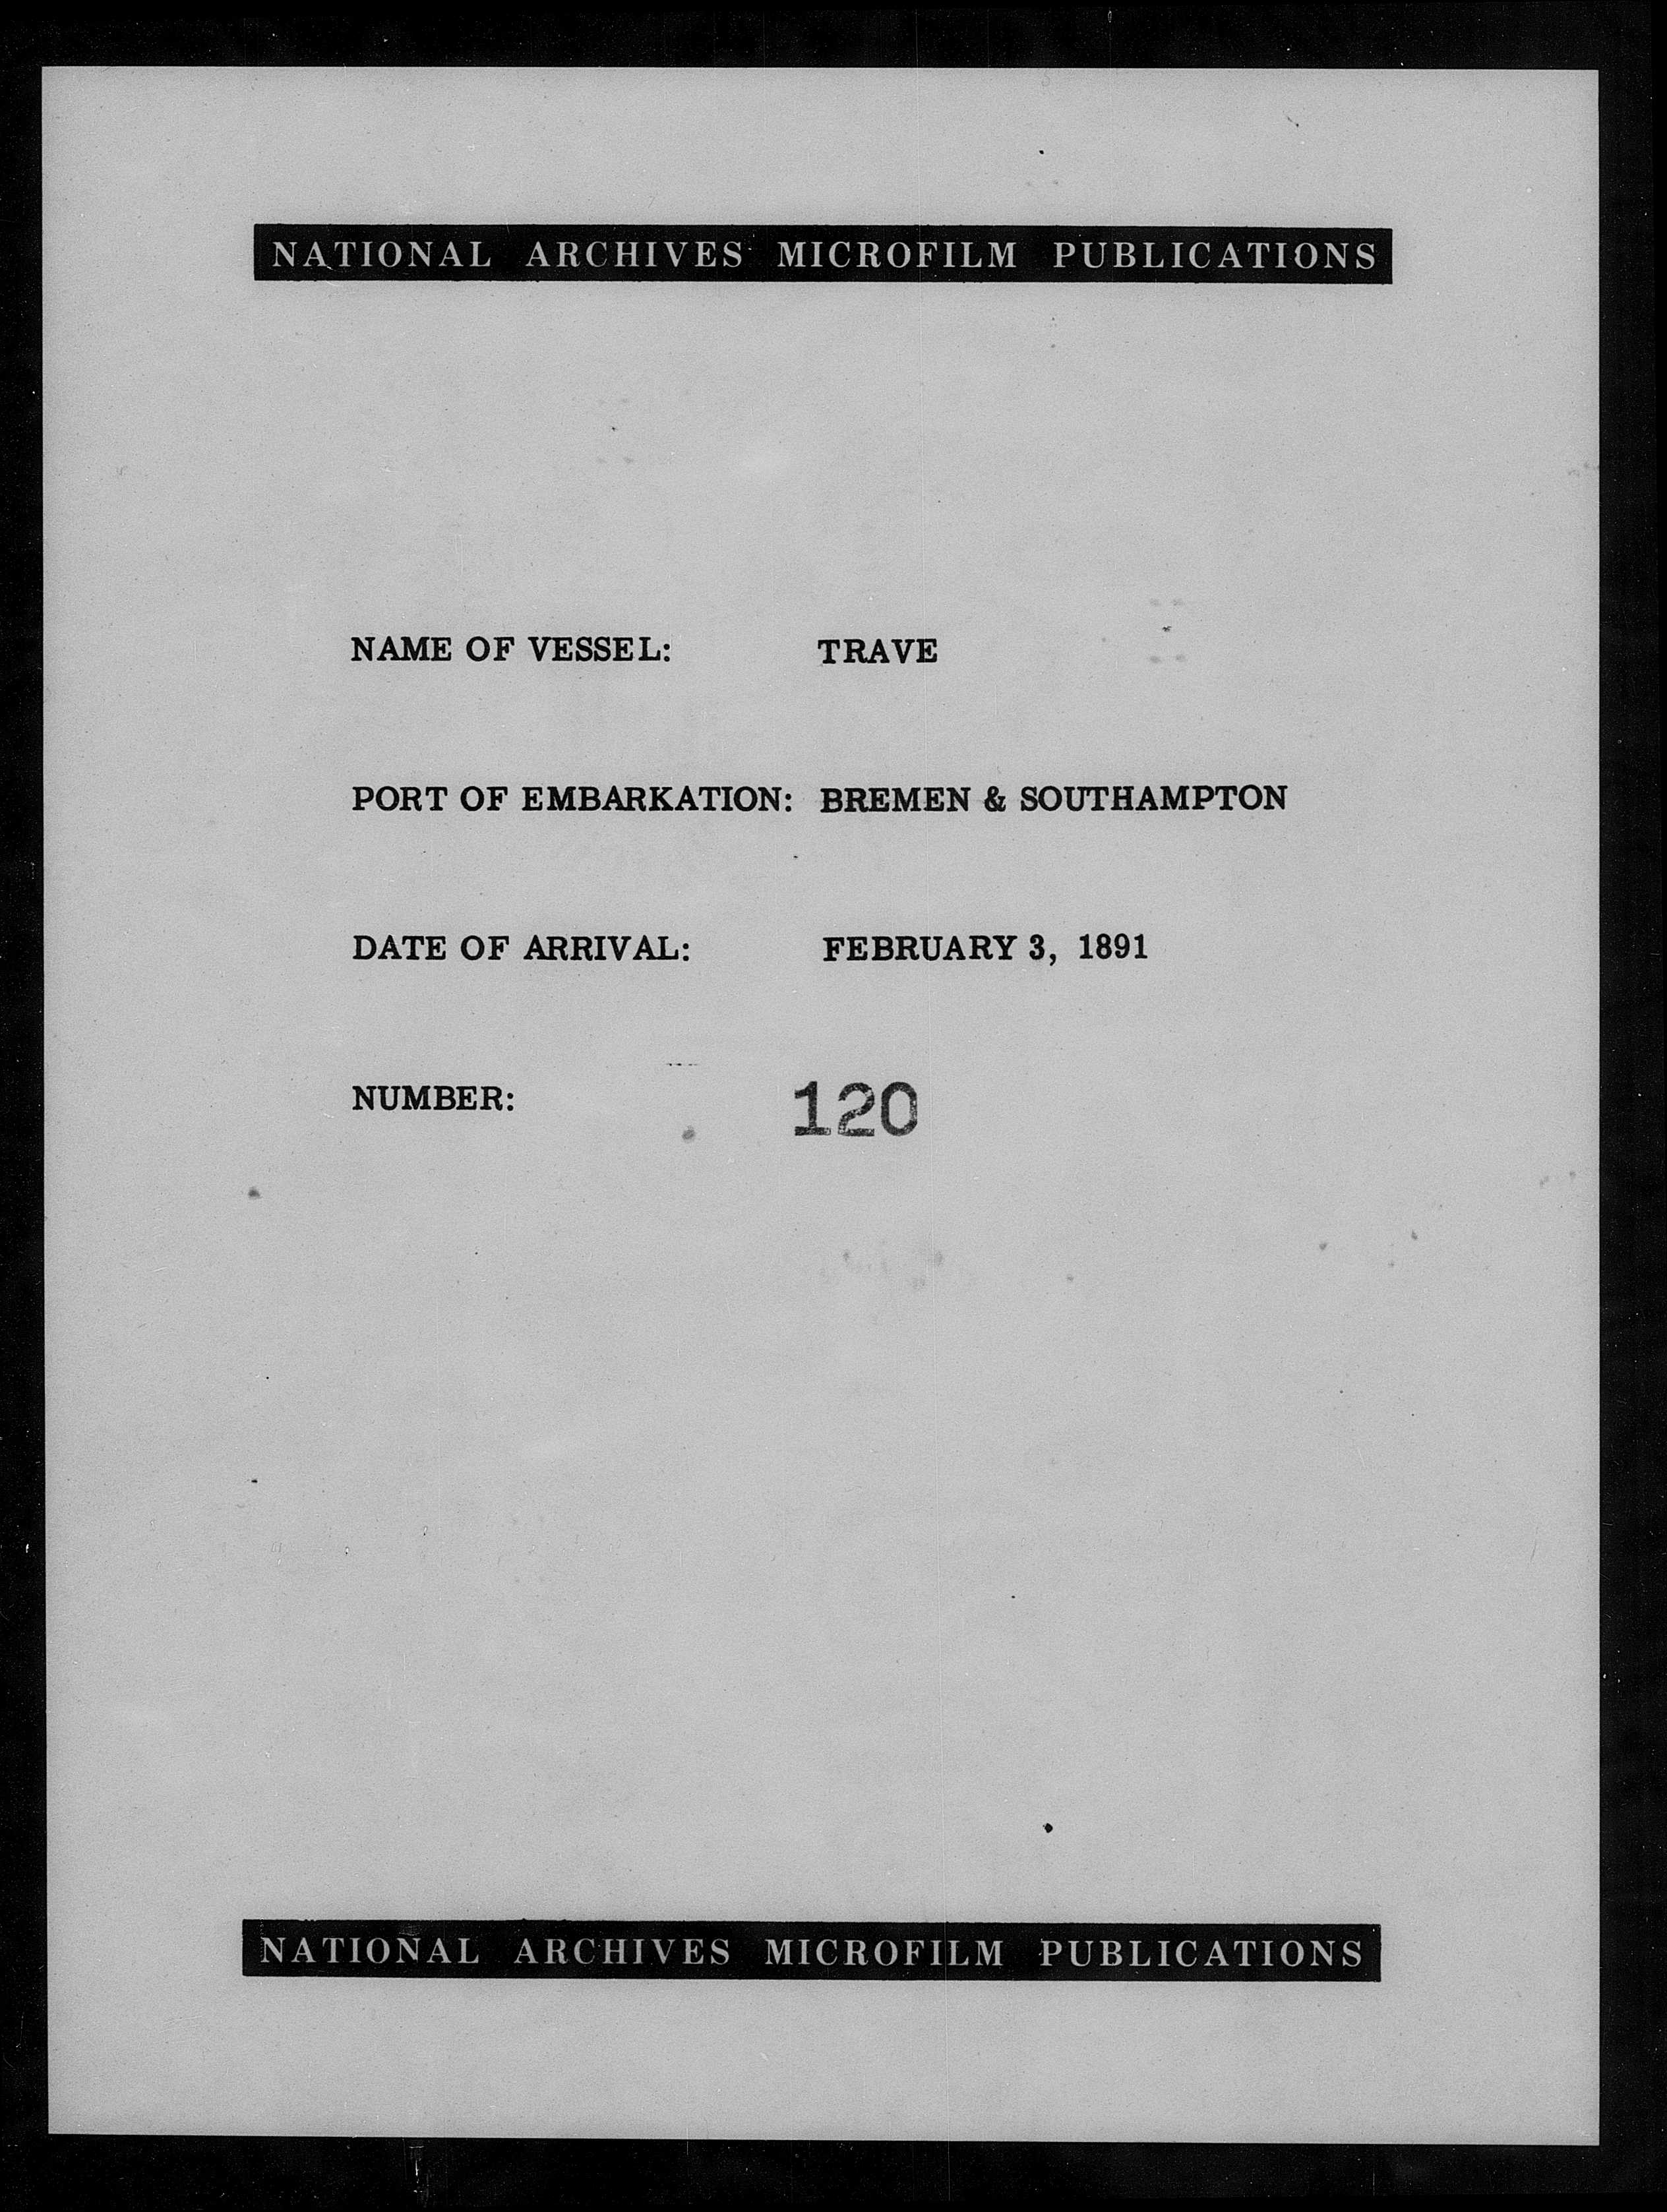 NATIONAL ARCHIVES MICROFILM PUBLICATIONS
NAME OF VESSEL: TRAVE
PORT OF EMBARKATION: BREMEN & SOUTHAMPTON
DATE OF ARRIVAL: FEBRUARY 3, 1891
NUMBER: 120
NATIONAL ARCHIVES MICROFILM PUBLICATIONS